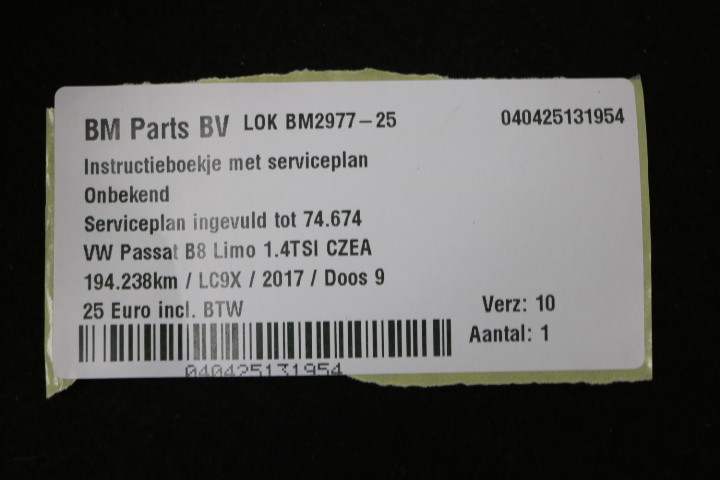 BM Parts BV LOK BM2977-25 040425131954
Instructieboekje met serviceplan
Onbekend
Serviceplan ingevuld tot 74.674
VW Passat B8 Limo 1.4TSI CZEA
194.238km / LC9X / 2017 / Doos 9
25 Euro incl. BTW Verz: 10
Aantal: 1
040425131954